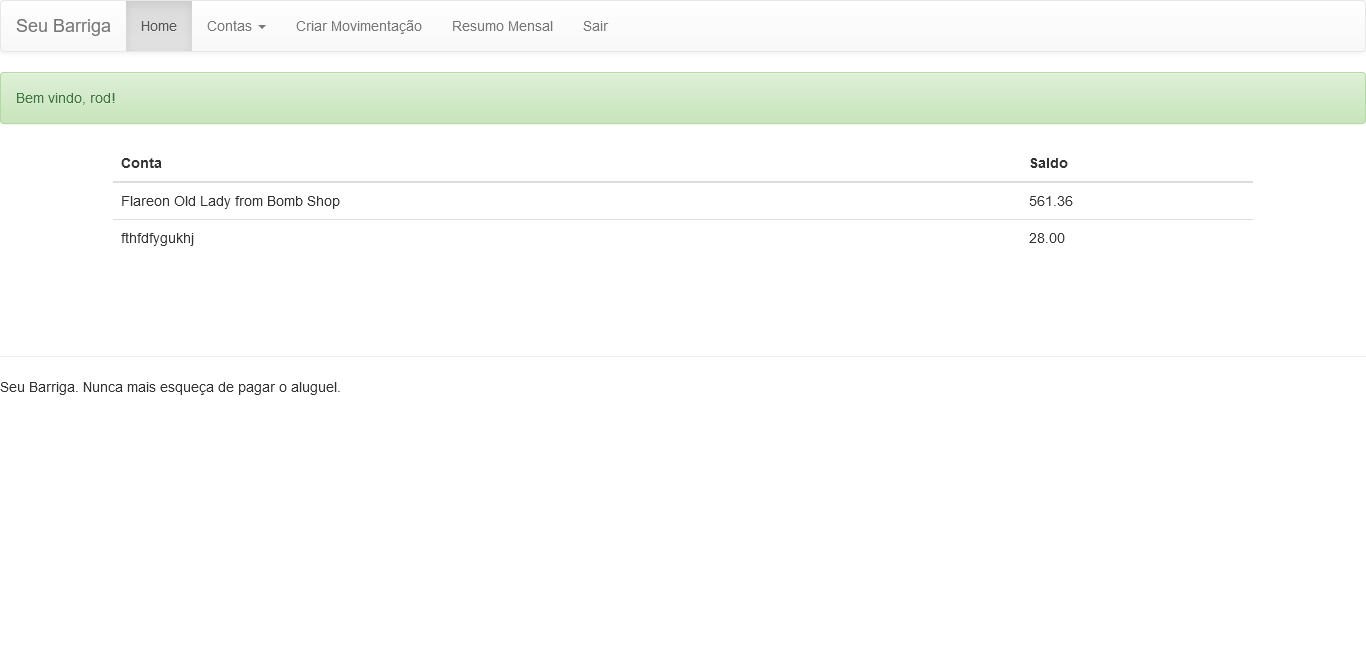 Seu Barriga Home Contas Criar Movimentação Resumo Mensal Sair
Bem vindo, rod!
Conta Saldo
Flareon Old Lady from Bomb Shop 561.36
fthfdfygukhj 28.00
Seu Barriga. Nunca mais esqueça de pagar o aluguel.